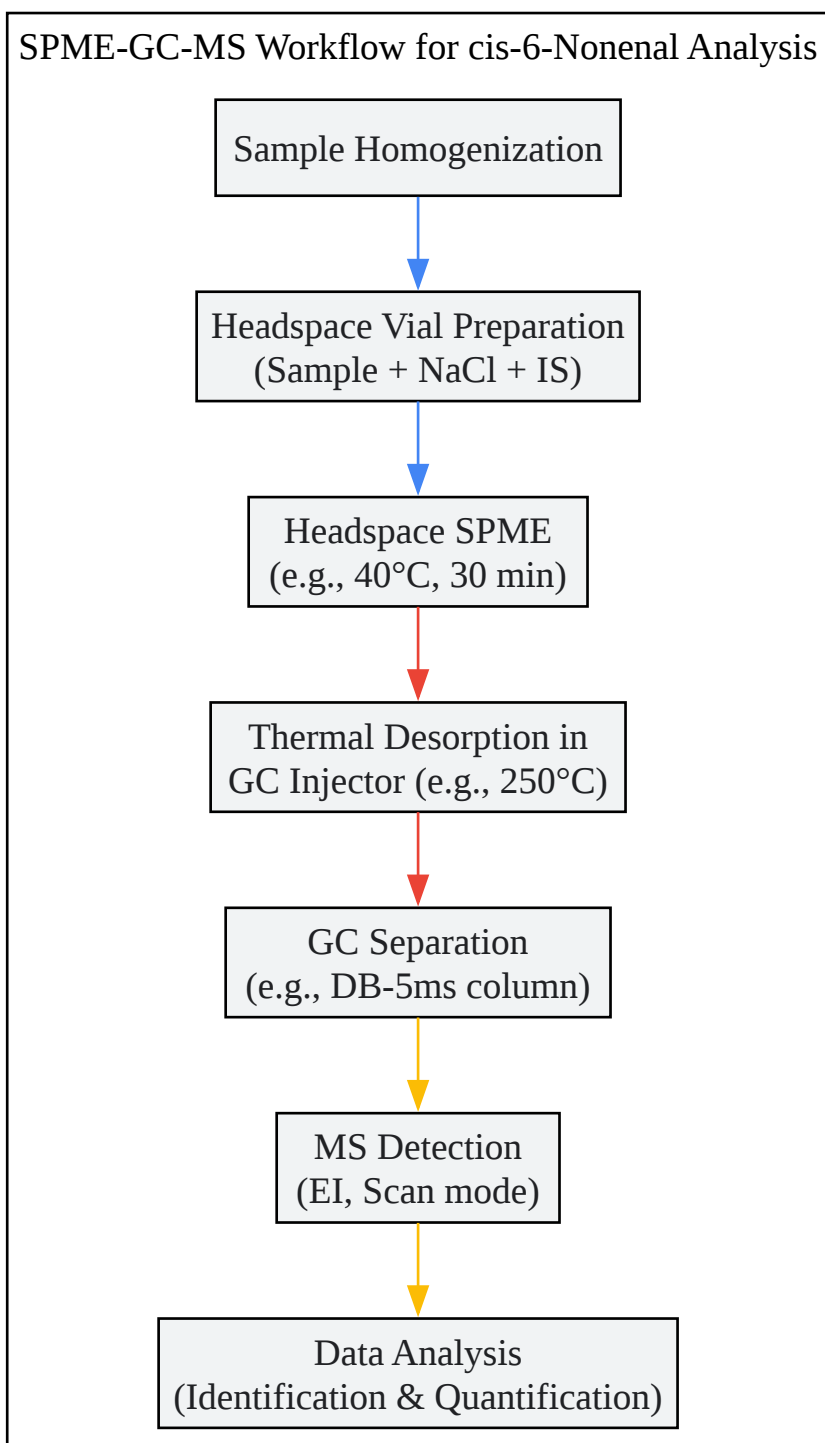 SPME-GC-MS Workflow for cis-6-Nonenal Analysis
Sample Homogenization
Headspace Vial Preparation
(Sample + NaCl + IS)
Headspace SPME
(e.g., 40°C, 30 min)
Thermal Desorption in
GC Injector (e.g., 250°C)
GC Separation
(e.g., DB-5ms column)
MS Detection
(EI, Scan mode)
Data Analysis
(Identification & Quantification)